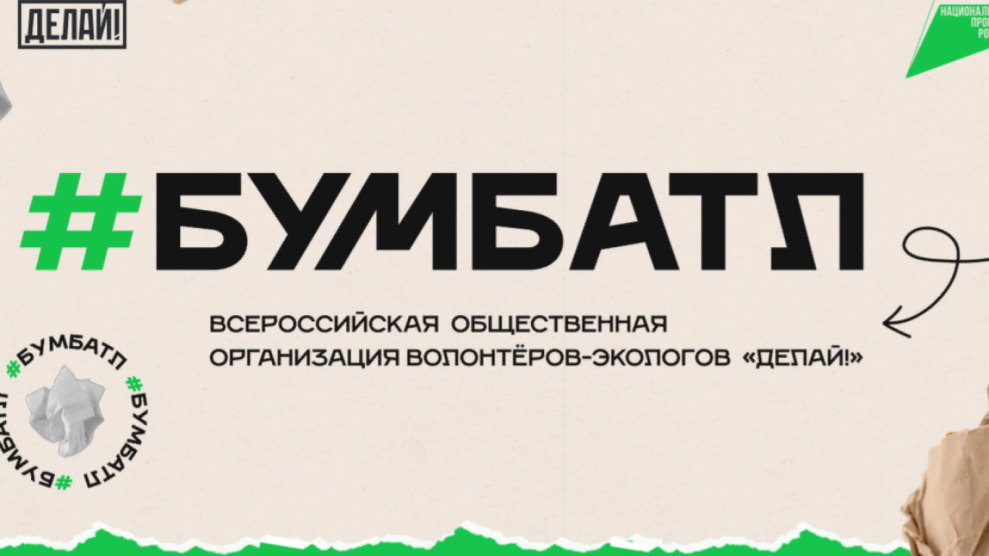 ДЕЛАЙ!
#БУМБАТЛ
ВСЕРОССИЙСКАЯ ОБЩЕСТВЕННАЯ
ОРГАНИЗАЦИЯ ВОЛОНТЁРОВ-ЭКОЛОГОВ «ДЕЛАЙ!»
#БУМБАТЛ #БУМБАТЛ #БУМБАТЛ